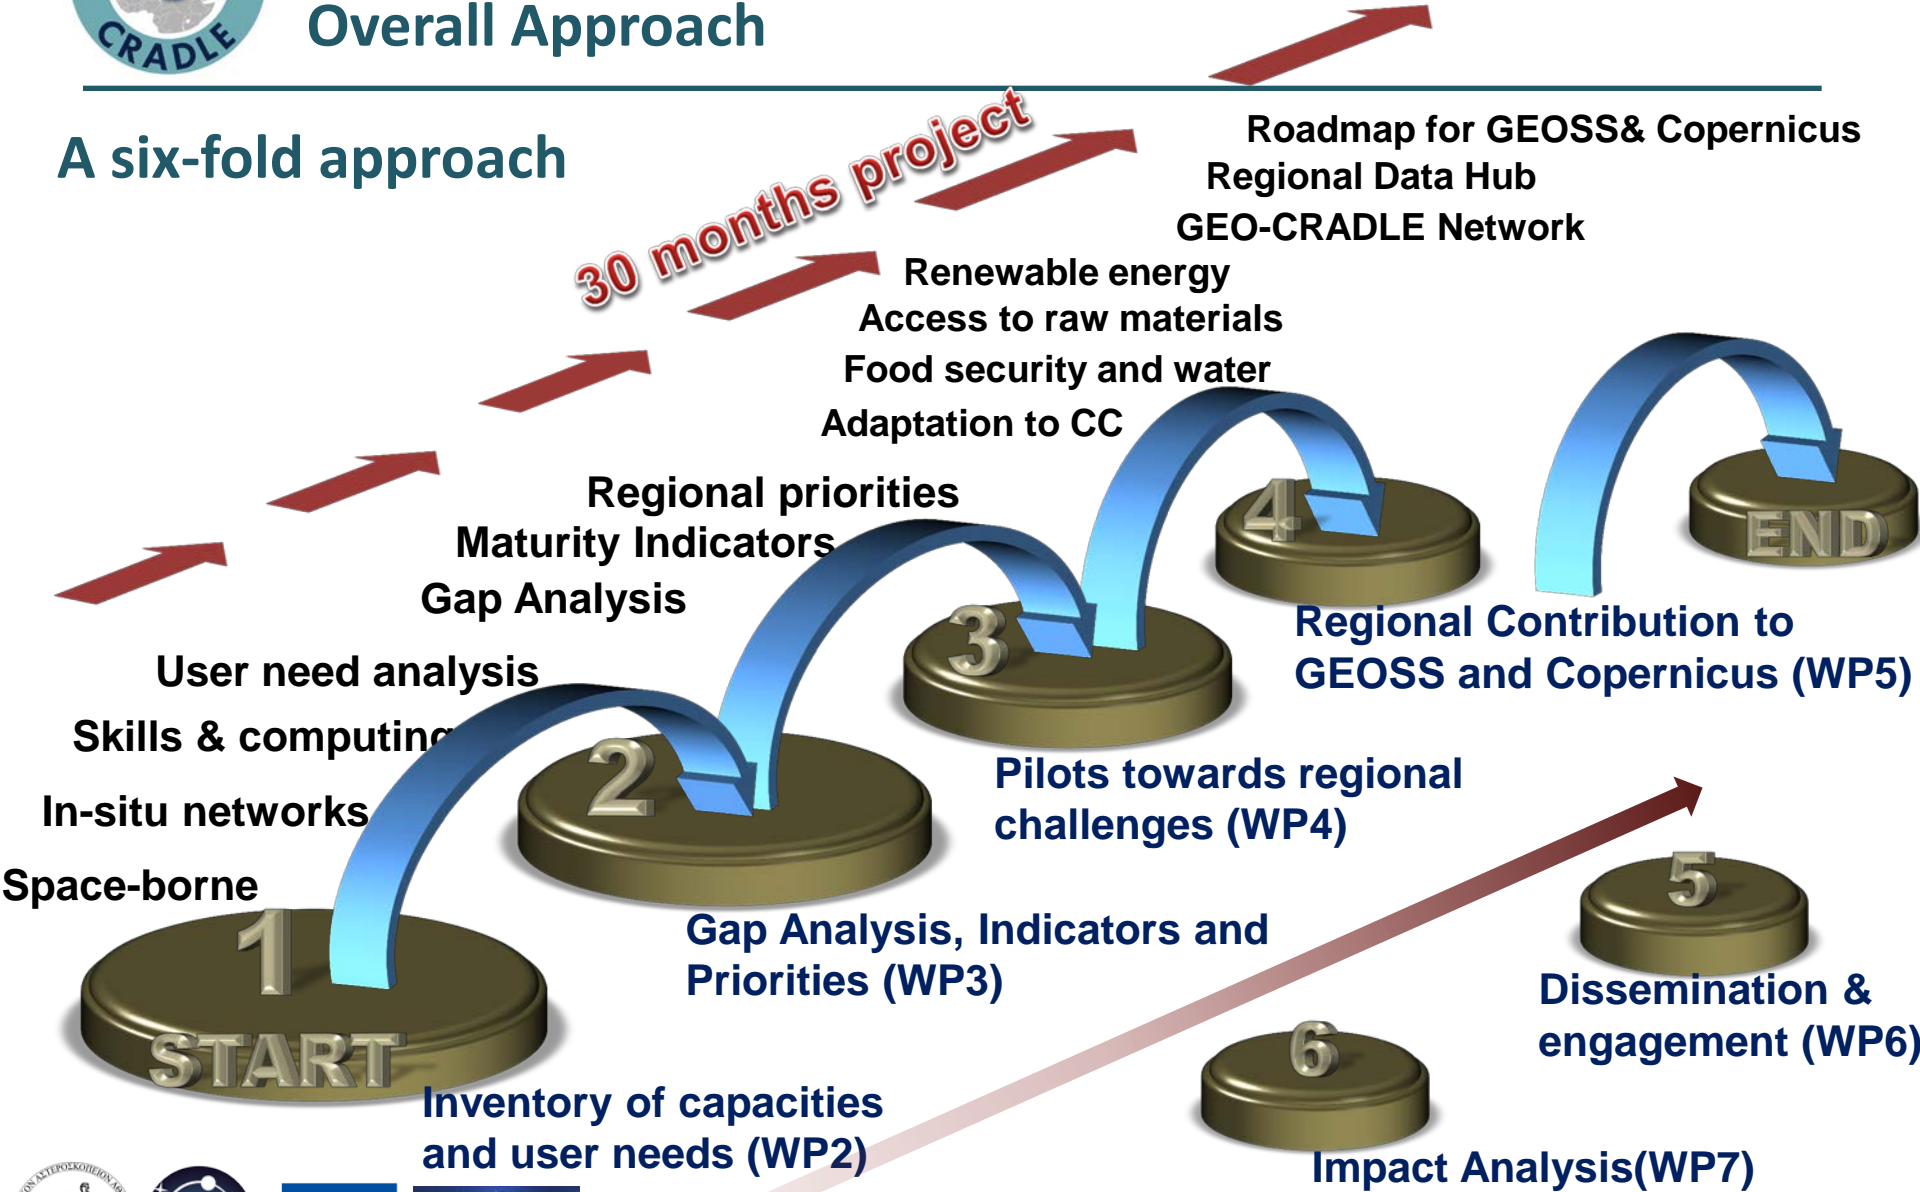 CRADLE
Overall Approach
A six-fold approach
30 months project
Roadmap for GEOSS& Copernicus
Regional Data Hub
GEO-CRADLE Network
Renewable energy
Access to raw materials
Food security and water
Adaptation to CC
Regional priorities
Maturity Indicators
Gap Analysis
User need analysis
Skills & computing
In-situ networks
Space-borne
1
START
Inventory of capacities
and user needs (WP2)
2
Gap Analysis, Indicators and
Priorities (WP3)
3
Pilots towards regional
challenges (WP4)
4
Regional Contribution to
GEOSS and Copernicus (WP5)
END
5
Dissemination &
engagement (WP6)
6
Impact Analysis(WP7)